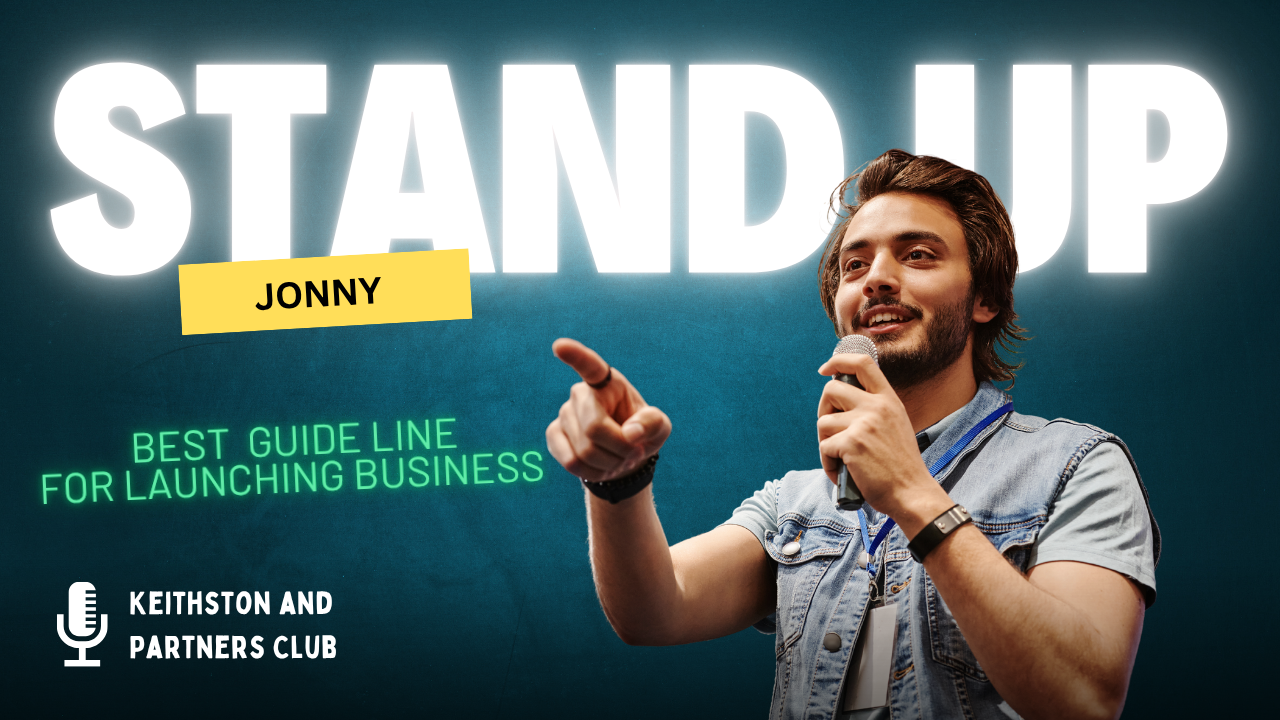 STAND UP
JONNY
BEST GUIDE LINE
FOR LAUNCHING BUSINESS
KEITHSTON AND
PARTNERS CLUB